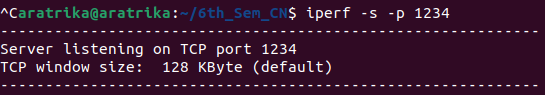 ^Caratrika@aratrika:~/6th_Sem_CN$ iperf -s -p 1234
------------------------------------------------------------
Server listening on TCP port 1234
TCP window size:  128 KByte (default)
------------------------------------------------------------